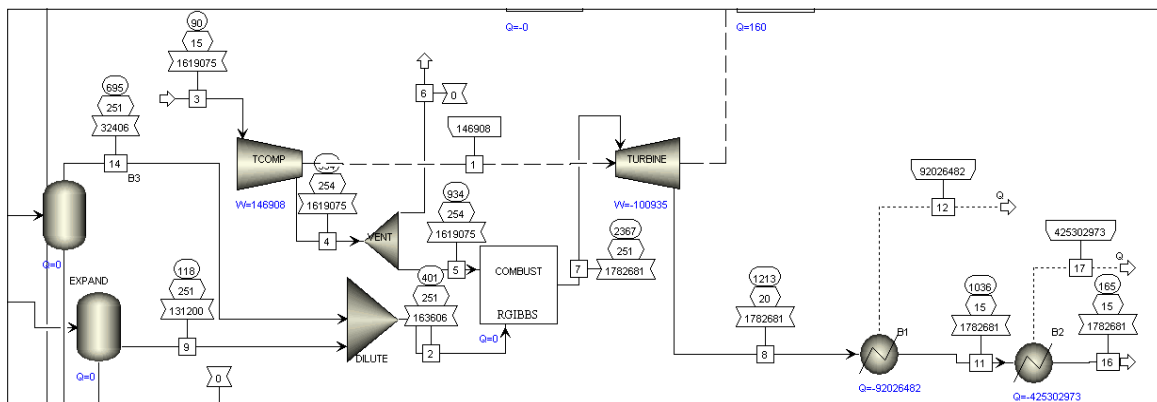 Q=-0
Q=160
90
15
1619075
3
695
251
32406
14
B3
6
0
146908
1
TCOMP
W=146908
TURBINE
W=-100935
254
1619075
4
VENT
934
254
1619075
5
COMBUST
RGIBBS
Q=0
7
2367
251
1782681
92026482
12
Q
425302973
17
Q
Q=0
EXPAND
118
251
131200
9
Q=0
401
251
163606
2
DILUTE
0
1213
20
1782681
8
B1
Q=-92026482
1036
15
1782681
11
B2
Q=-425302973
165
15
1782681
16